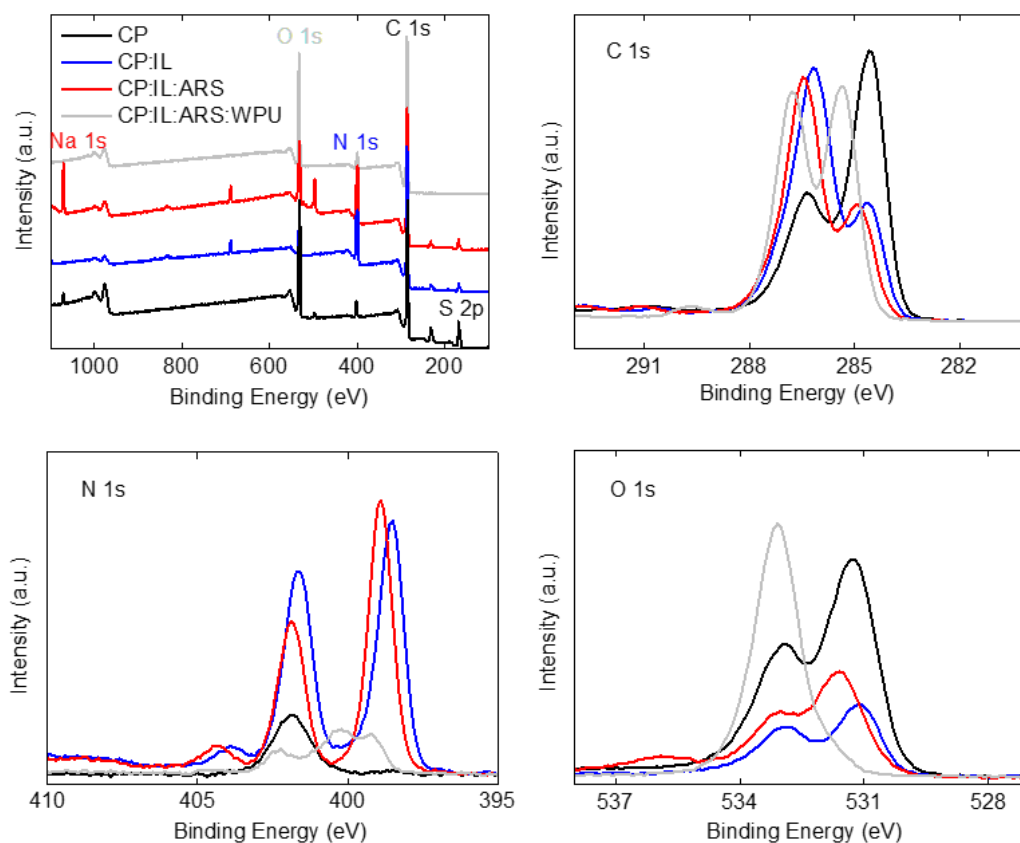 CP
CP:IL
CP:IL:ARS
CP:IL:ARS:WPU
O 1s
C 1s
Na 1s
N 1s
S 2p
Intensity (a.u.)
1000 800 600 400 200
Binding Energy (eV)
C 1s
Intensity (a.u.)
291 288 285 282
Binding Energy (eV)
N 1s
Intensity (a.u.)
410 405 400 395
Binding Energy (eV)
O 1s
Intensity (a.u.)
537 534 531 528
Binding Energy (eV)